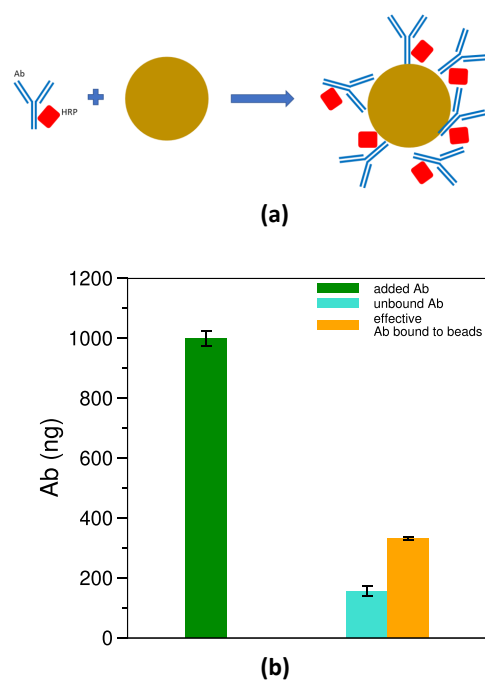 Ab
HRP
(a)
1200
1000
800
600
400
200
0
Ab (ng)
added Ab
unbound Ab
effective
Ab bound to beads
(b)